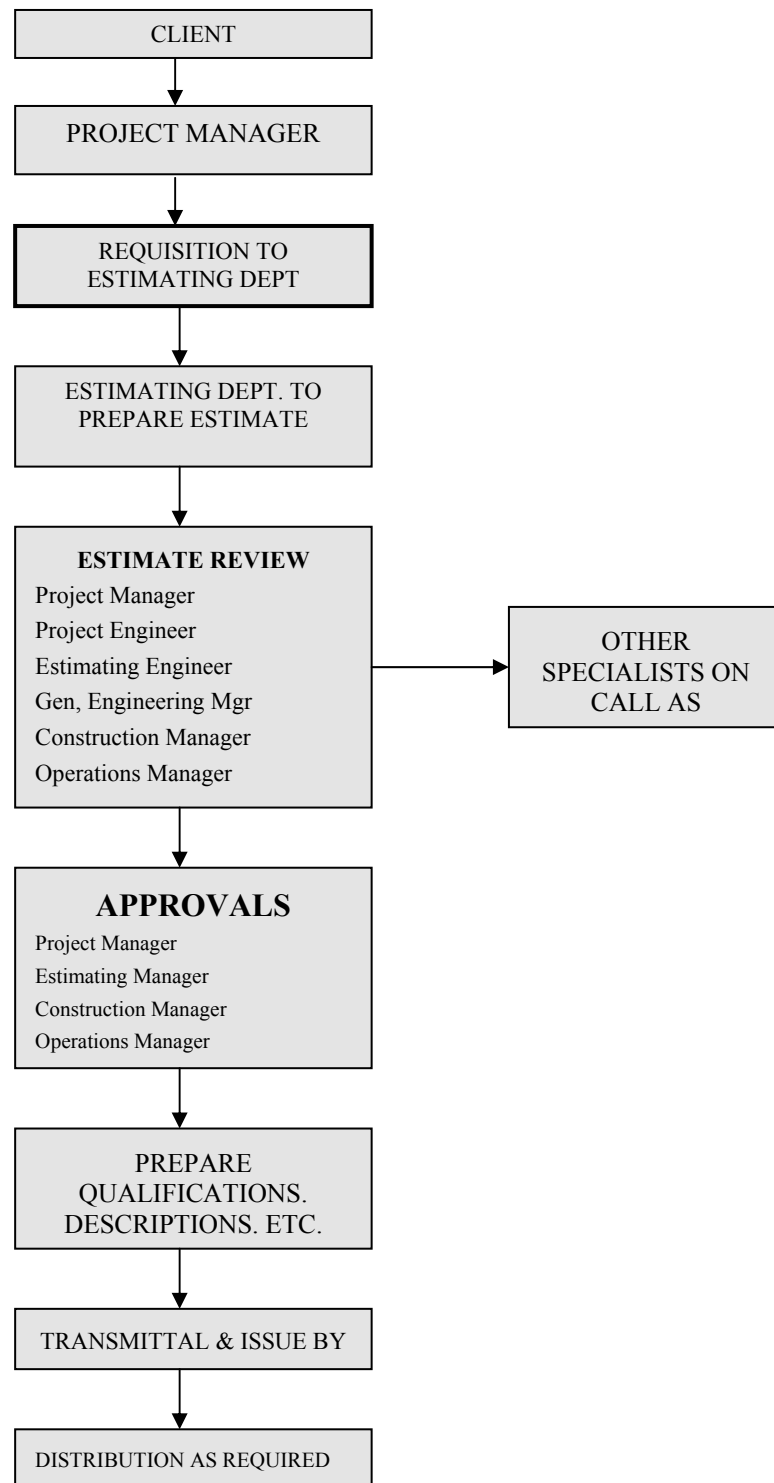 CLIENT
PROJECT MANAGER
REQUISITION TO
ESTIMATING DEPT
ESTIMATING DEPT. TO
PREPARE ESTIMATE
ESTIMATE REVIEW
Project Manager
Project Engineer
Estimating Engineer
Gen, Engineering Mgr
Construction Manager
Operations Manager
OTHER
SPECIALISTS ON
CALL AS
APPROVALS
Project Manager
Estimating Manager
Construction Manager
Operations Manager
PREPARE
QUALIFICATIONS.
DESCRIPTIONS. ETC.
TRANSMITTAL & ISSUE BY
DISTRIBUTION AS REQUIRED